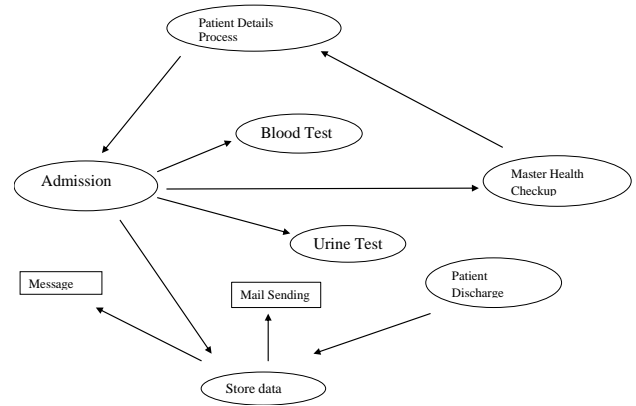 Patient Details
Process
Blood Test
Admission
Master Health
Checkup
Urine Test
Message
Mail Sending
Patient
Discharge
Store data